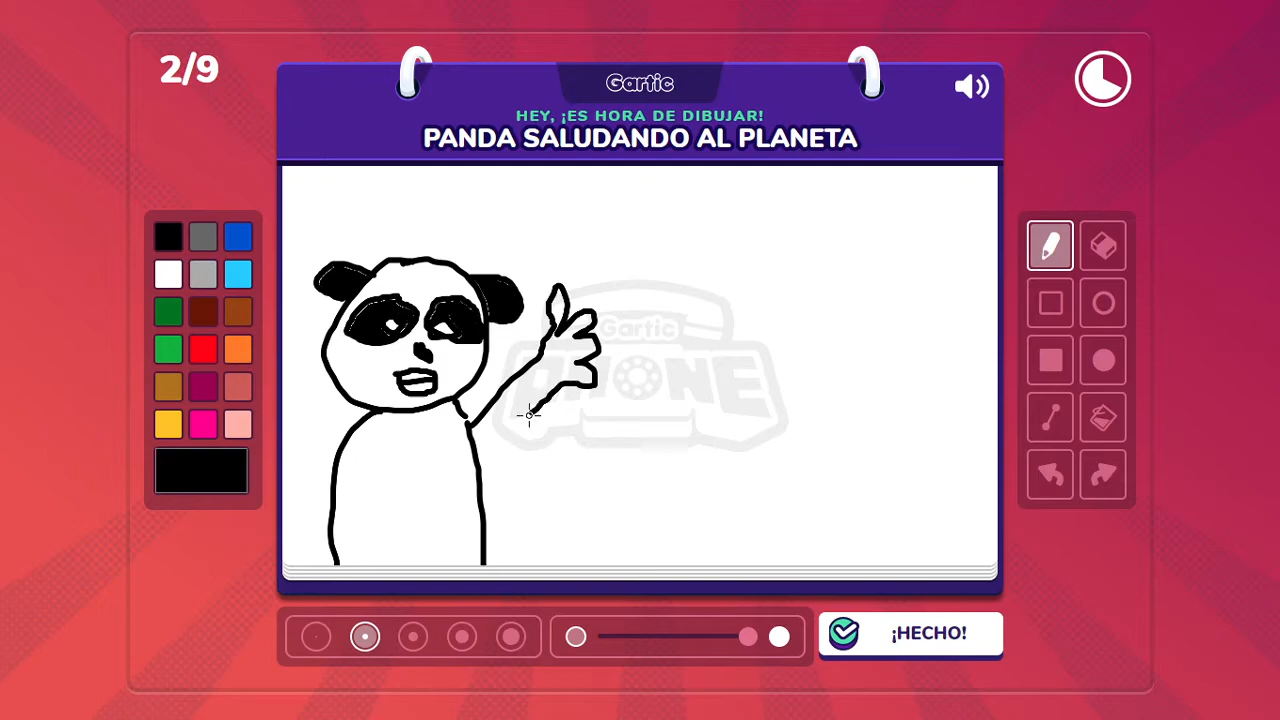 2/9
Gartic
HEY, ¡ES HORA DE DIBUJAR!
PANDA SALUDANDO AL PLANETA
Gartic
PHONE
¡HECHO!